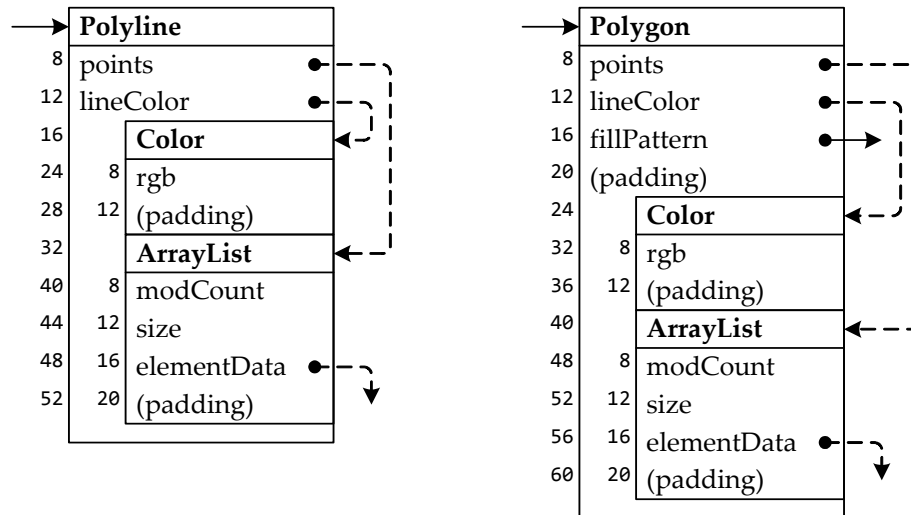 Polyline
8 points
12 lineColor
16 Color
24 8 rgb
28 12 (padding)
32 ArrayList
40 8 modCount
44 12 size
48 16 elementData
52 20 (padding)
Polygon
8 points
12 lineColor
16 fillPattern
20 (padding)
24 Color
32 8 rgb
36 12 (padding)
40 ArrayList
48 8 modCount
52 12 size
56 16 elementData
60 20 (padding)